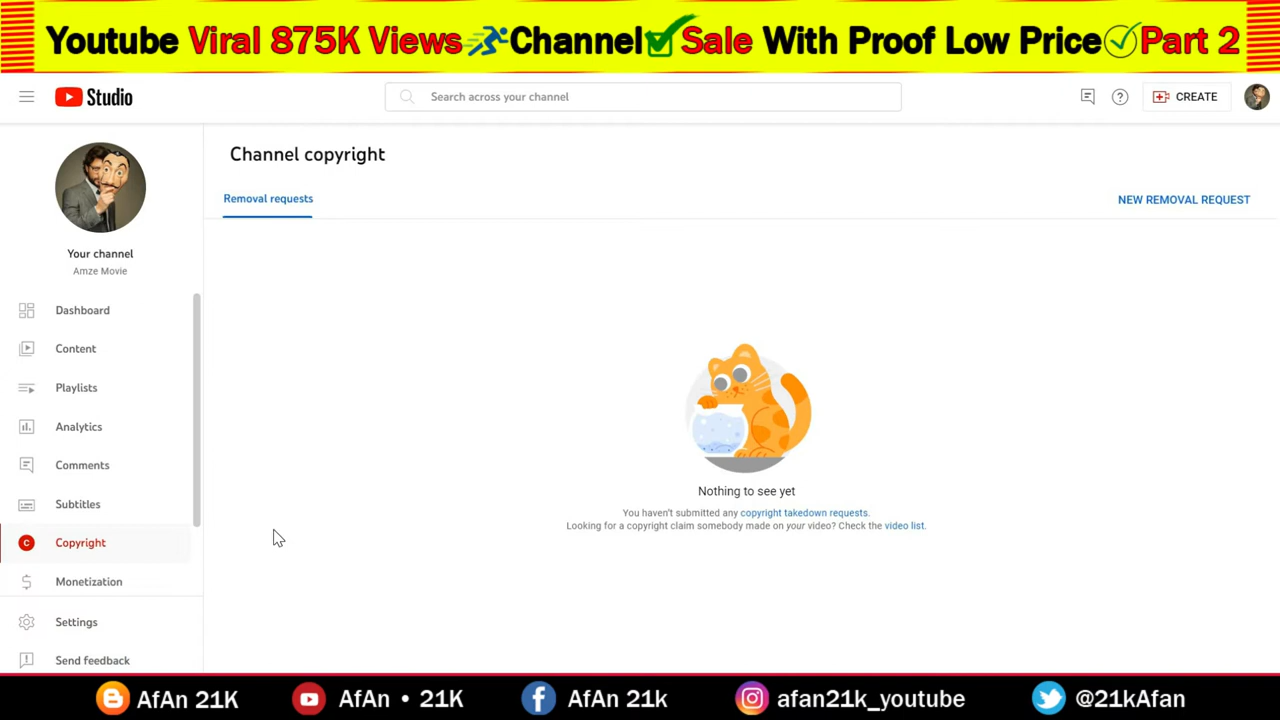 Youtube Viral 875K Views Channel Sale With Proof Low Price Part 2
Studio
Search across your channel
CREATE
Channel copyright
Removal requests
NEW REMOVAL REQUEST
Your channel
Amze Movie
Dashboard
Content
Playlists
Analytics
Comments
Subtitles
Copyright
Monetization
Settings
Send feedback
Nothing to see yet
You haven't submitted any copyright takedown requests.
Looking for a copyright claim somebody made on your video? Check the video list.
AfAn 21K AfAn • 21K AfAn 21k afan21k_youtube @21kAfan